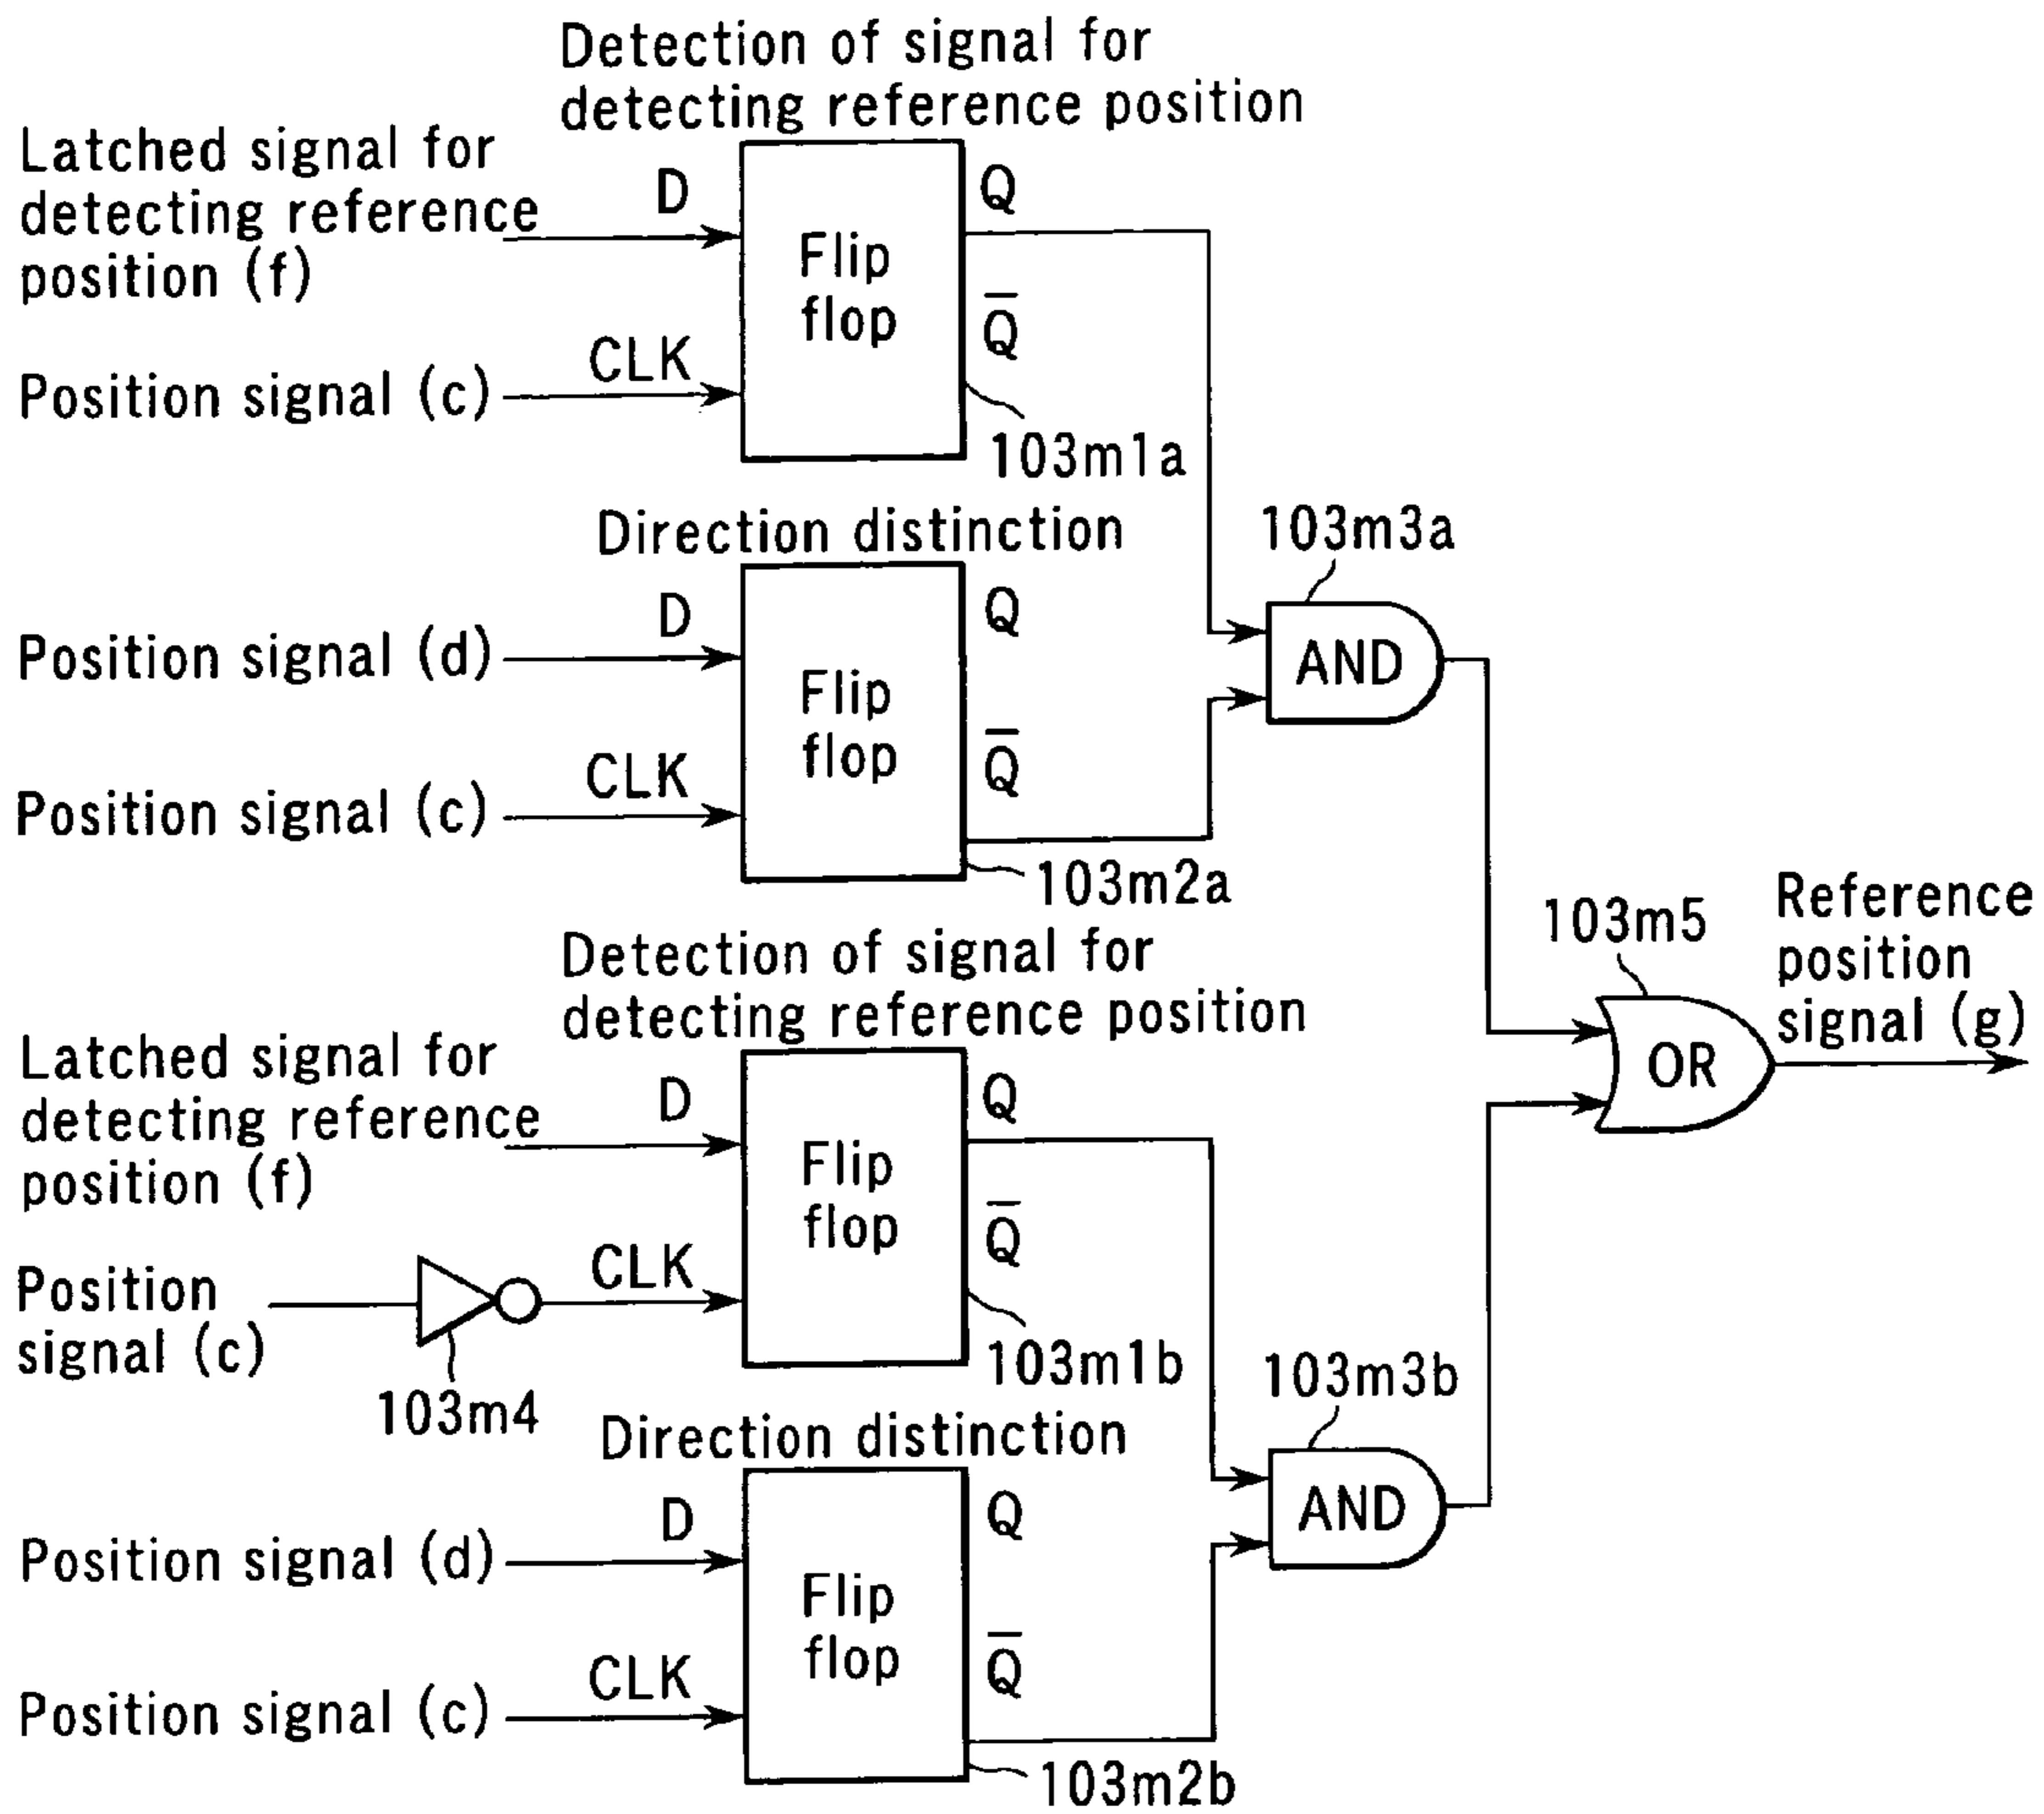 Detection of signal for
detecting reference position
Latched signal for
detecting reference
position (f)
D
Q
Flip
flop
Q̅
CLK
Position signal (c)
103m1a
Direction distinction
103m3a
D
Q
Position signal (d)
AND
Flip
flop
Q̅
CLK
Position signal (c)
103m2a
Reference
position
signal (g)
103m5
OR
Detection of signal for
detecting reference position
Latched signal for
detecting reference
position (f)
D
Q
Flip
flop
Q̅
CLK
Position
signal (c)
103m4
103m1b
103m3b
Direction distinction
D
Q
AND
Position signal (d)
Flip
flop
Q̅
CLK
Position signal (c)
103m2b